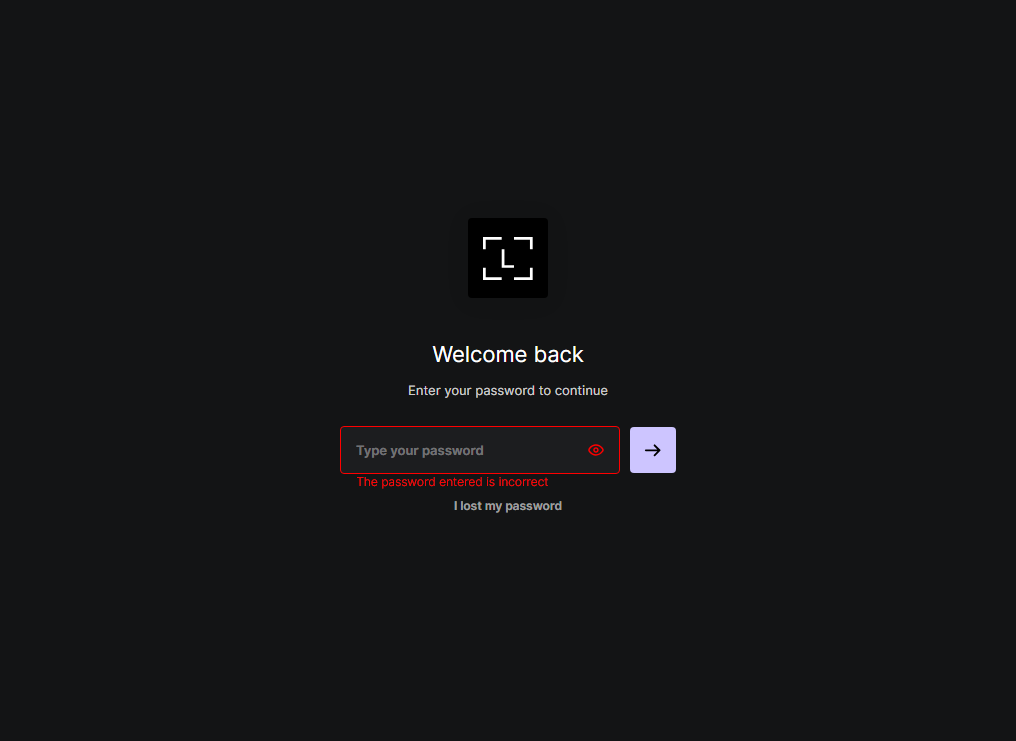 L
Welcome back
Enter your password to continue
Type your password
The password entered is incorrect
I lost my password